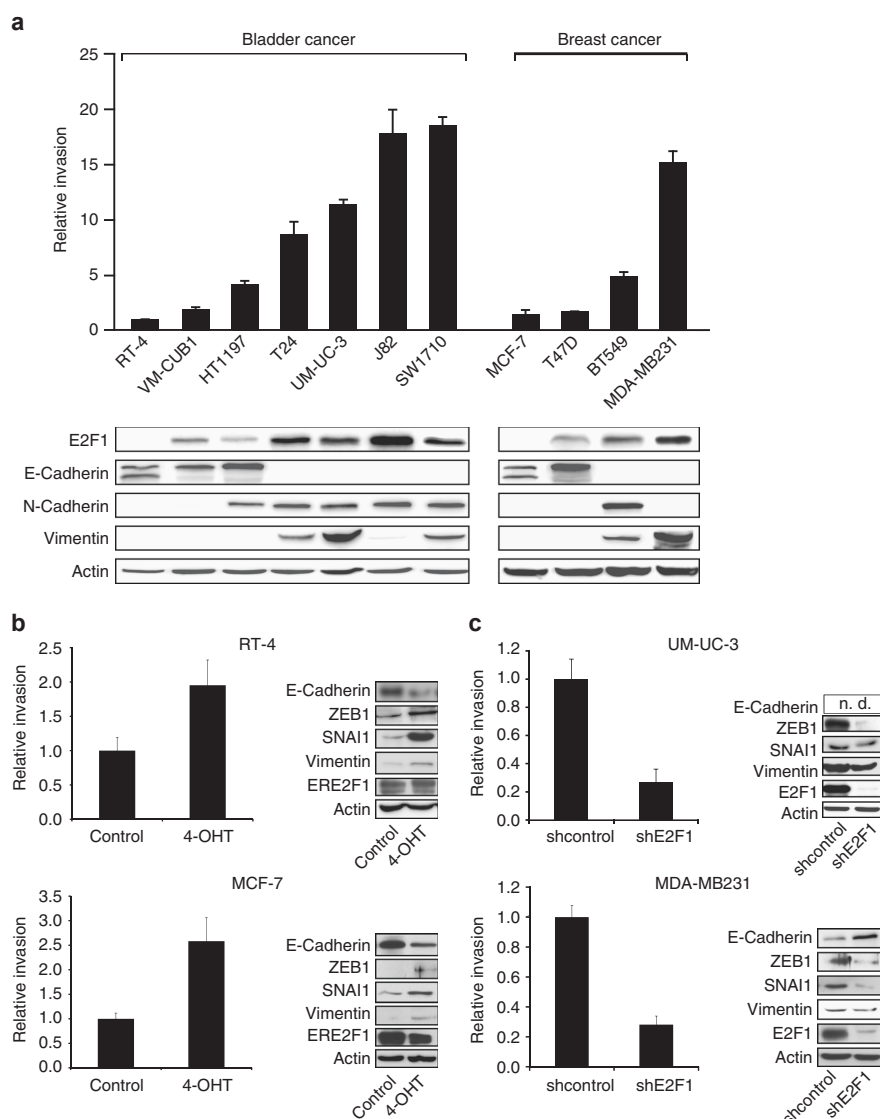 a
Bladder cancer
Breast cancer
25
20
15
10
5
0
Relative invasion
RT-4
VM-CUB1
HT1197
T24
UM-UC-3
J82
SW1710
MCF-7
T47D
BT549
MDA-MB231
E2F1
E-Cadherin
N-Cadherin
Vimentin
Actin
b
RT-4
2.5
2.0
1.5
1.0
0.5
0.0
Relative invasion
Control
4-OHT
E-Cadherin
ZEB1
SNAI1
Vimentin
ERE2F1
Actin
Control
4-OHT
MCF-7
3.5
3.0
2.5
2.0
1.5
1.0
0.5
0.0
Relative invasion
Control
4-OHT
E-Cadherin
ZEB1
SNAI1
Vimentin
ERE2F1
Actin
Control
4-OHT
c
UM-UC-3
1.2
1.0
0.8
0.6
0.4
0.2
0.0
Relative invasion
shcontrol
shE2F1
E-Cadherin
n. d.
ZEB1
SNAI1
Vimentin
E2F1
Actin
shcontrol
shE2F1
MDA-MB231
1.2
1.0
0.8
0.6
0.4
0.2
0.0
Relative invasion
shcontrol
shE2F1
E-Cadherin
ZEB1
SNAI1
Vimentin
E2F1
Actin
shcontrol
shE2F1